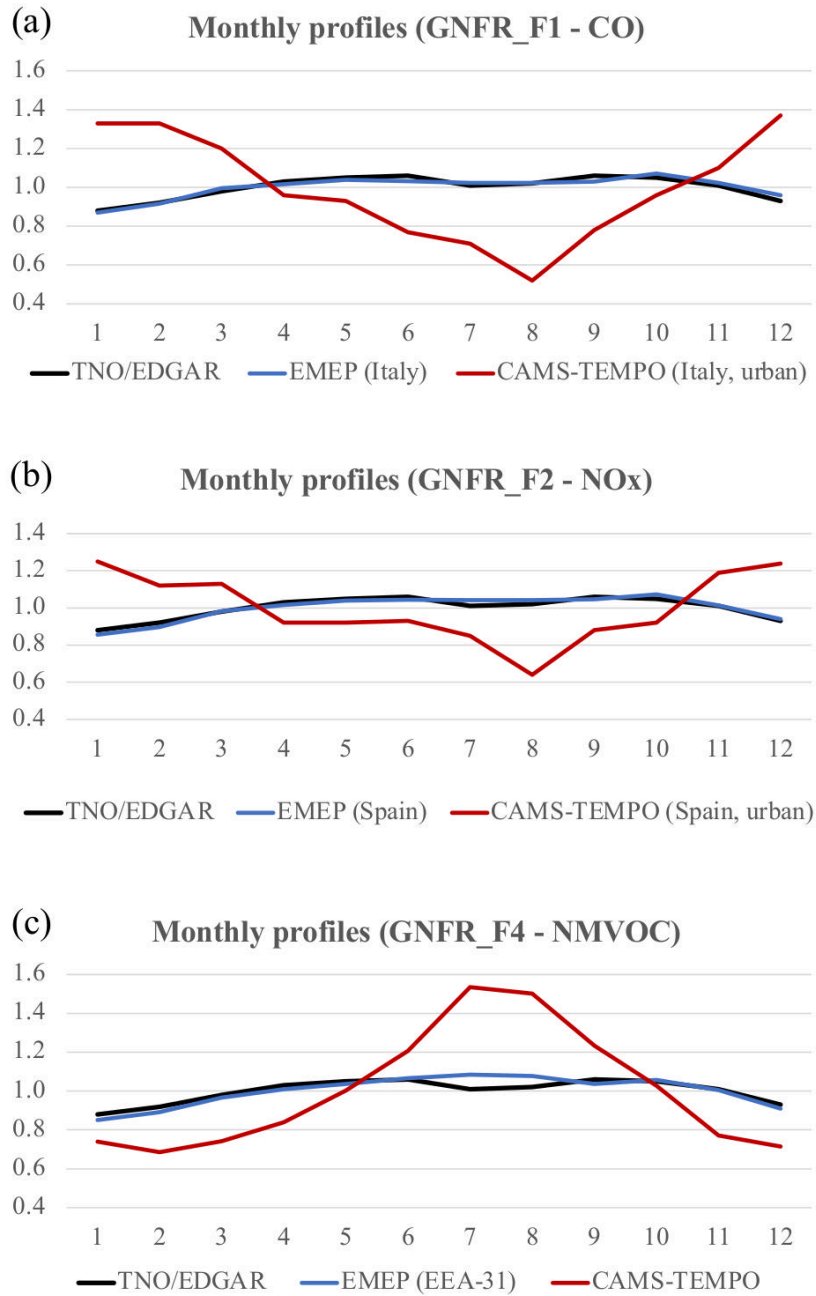 (a)
Monthly profiles (GNFR_F1 - CO)
1.6
1.4
1.2
1.0
0.8
0.6
0.4
1 2 3 4 5 6 7 8 9 10 11 12
TNO/EDGAR EMEP (Italy) CAMS-TEMPO (Italy, urban)
(b)
Monthly profiles (GNFR_F2 - NOx)
1.4
1.2
1.0
0.8
0.6
0.4
1 2 3 4 5 6 7 8 9 10 11 12
TNO/EDGAR EMEP (Spain) CAMS-TEMPO (Spain, urban)
(c)
Monthly profiles (GNFR_F4 - NMVOC)
1.6
1.4
1.2
1.0
0.8
0.6
0.4
1 2 3 4 5 6 7 8 9 10 11 12
TNO/EDGAR EMEP (EEA-31) CAMS-TEMPO